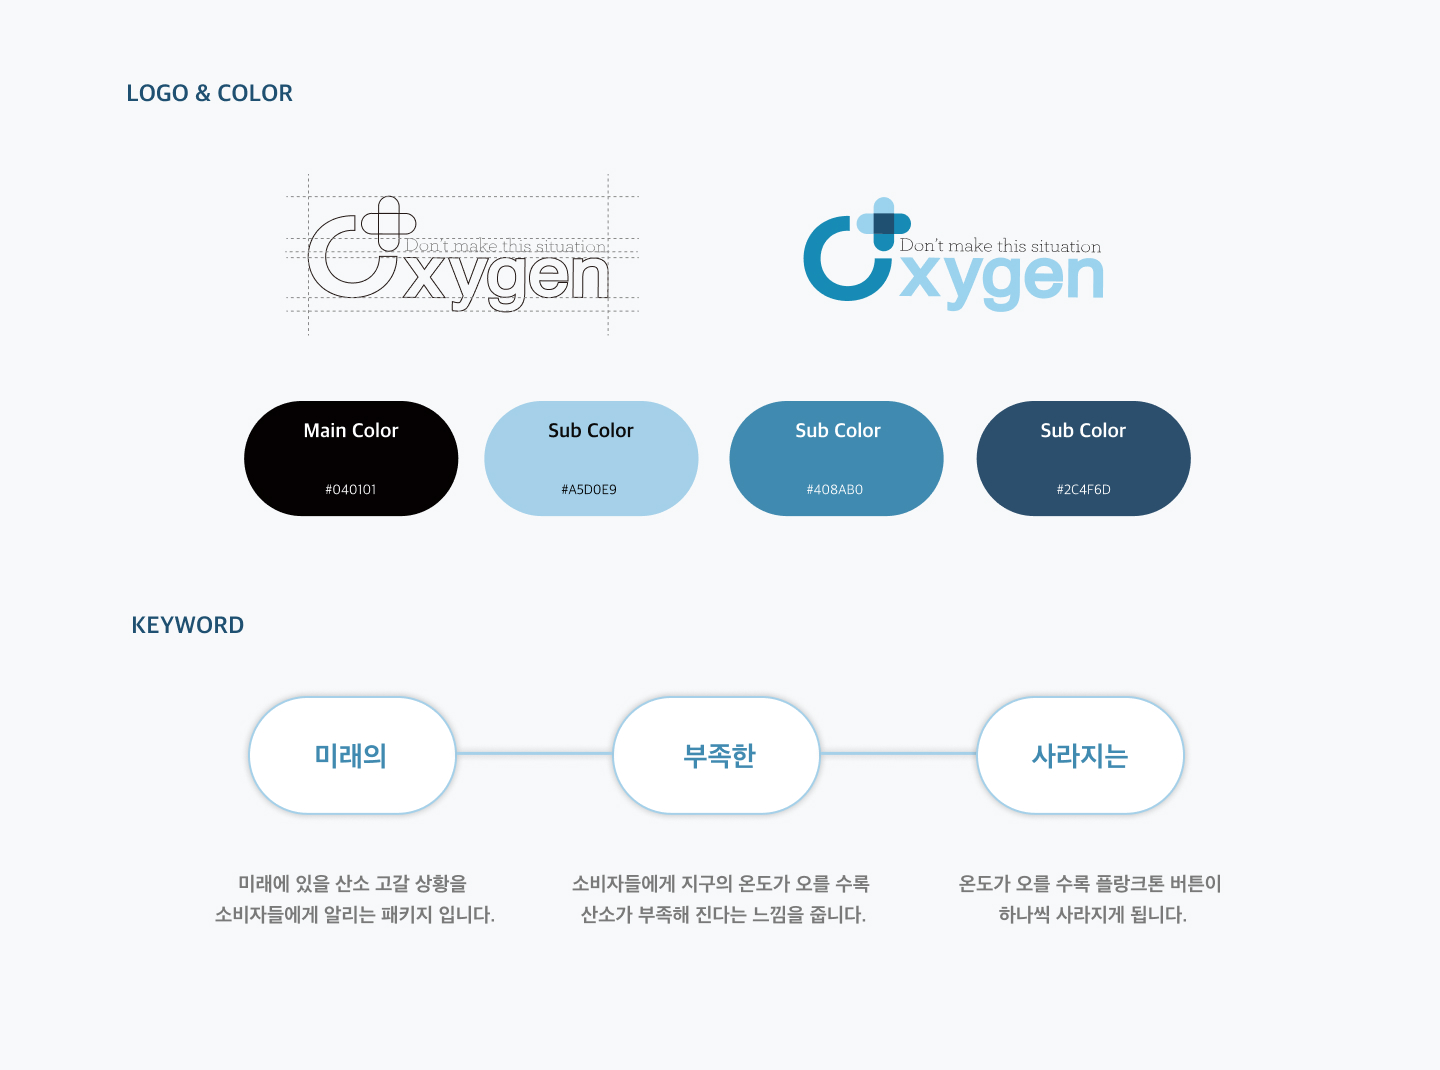 LOGO & COLOR
Don't make this situation
Oxygen
Don't make this situation
Oxygen
Main Color
#040101
Sub Color
#A5D0E9
Sub Color
#408AB0
Sub Color
#2C4F6D
KEYWORD
미래의
부족한
사라지는
미래에 있을 산소 고갈 상황을
소비자들에게 알리는 패키지 입니다.
소비자들에게 지구의 온도가 오를 수록
산소가 부족해 진다는 느낌을 줍니다.
온도가 오를 수록 플랑크톤 버튼이
하나씩 사라지게 됩니다.